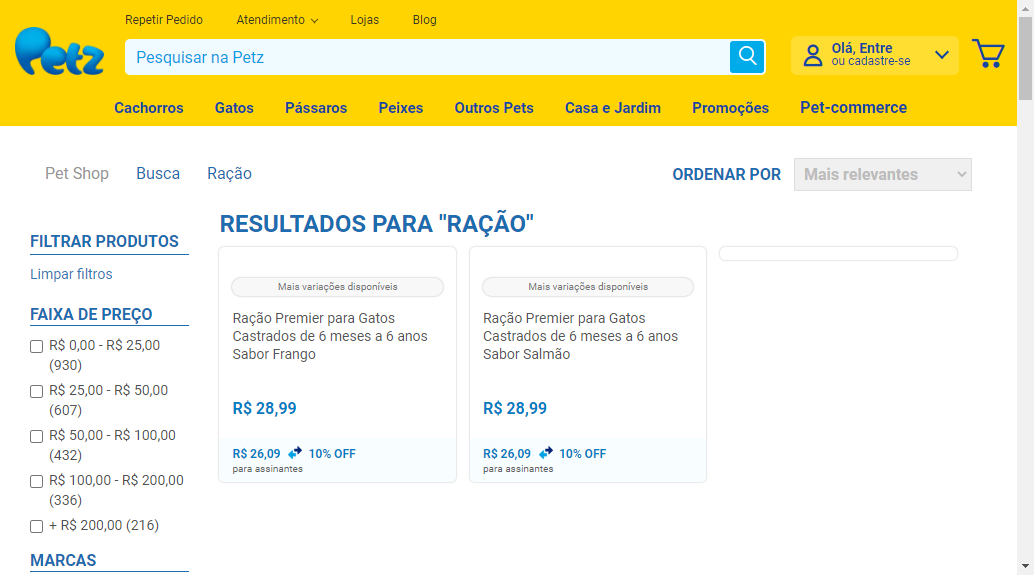 Repetir Pedido Atendimento Lojas Blog
Petz
Pesquisar na Petz
Olá, Entre
ou cadastre-se
Cachorros Gatos Pássaros Peixes Outros Pets Casa e Jardim Promoções Pet-commerce
Pet Shop Busca Ração
ORDENAR POR Mais relevantes
RESULTADOS PARA "RAÇÃO"
FILTRAR PRODUTOS
Limpar filtros
FAIXA DE PREÇO
R$ 0,00 - R$ 25,00
(930)
R$ 25,00 - R$ 50,00
(607)
R$ 50,00 - R$ 100,00
(432)
R$ 100,00 - R$ 200,00
(336)
+ R$ 200,00 (216)
MARCAS
Mais variações disponíveis
Ração Premier para Gatos
Castrados de 6 meses a 6 anos
Sabor Frango
R$ 28,99
R$ 26,09 10% OFF
para assinantes
Mais variações disponíveis
Ração Premier para Gatos
Castrados de 6 meses a 6 anos
Sabor Salmão
R$ 28,99
R$ 26,09 10% OFF
para assinantes